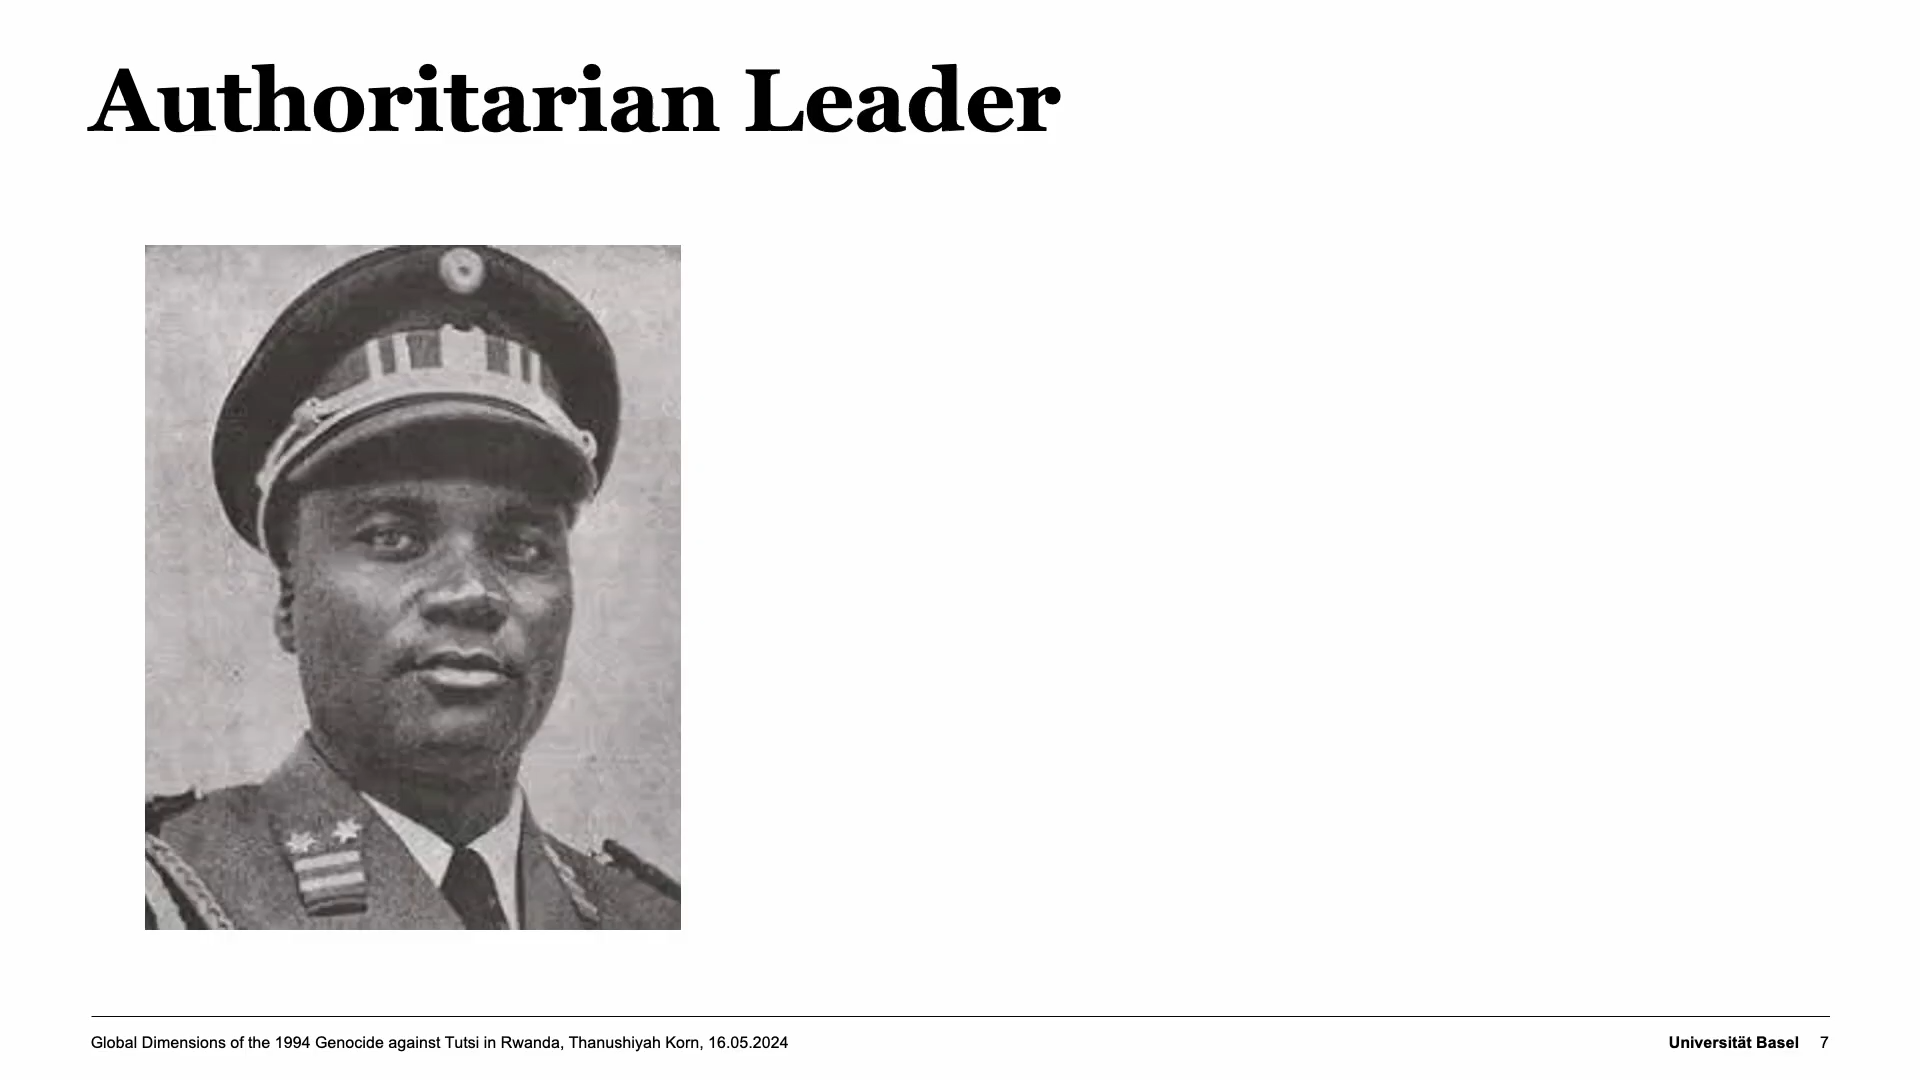 Authoritarian Leader
Global Dimensions of the 1994 Genocide against Tutsi in Rwanda, Thanushiyah Korn, 16.05.2024
Universität Basel 7